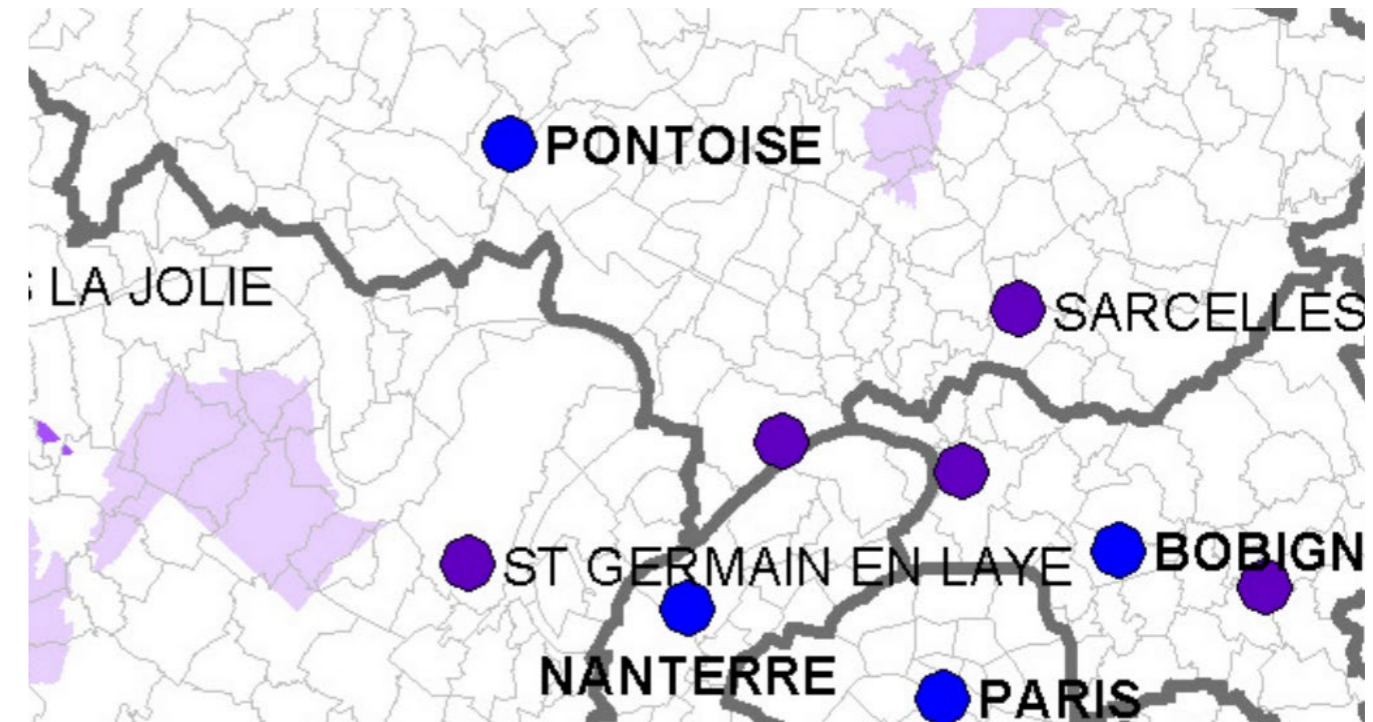 PONTOISE
LA JOLIE
SARCELLES
BOBIGN
ST GERMAIN EN LAYE
NANTERRE
PARIS